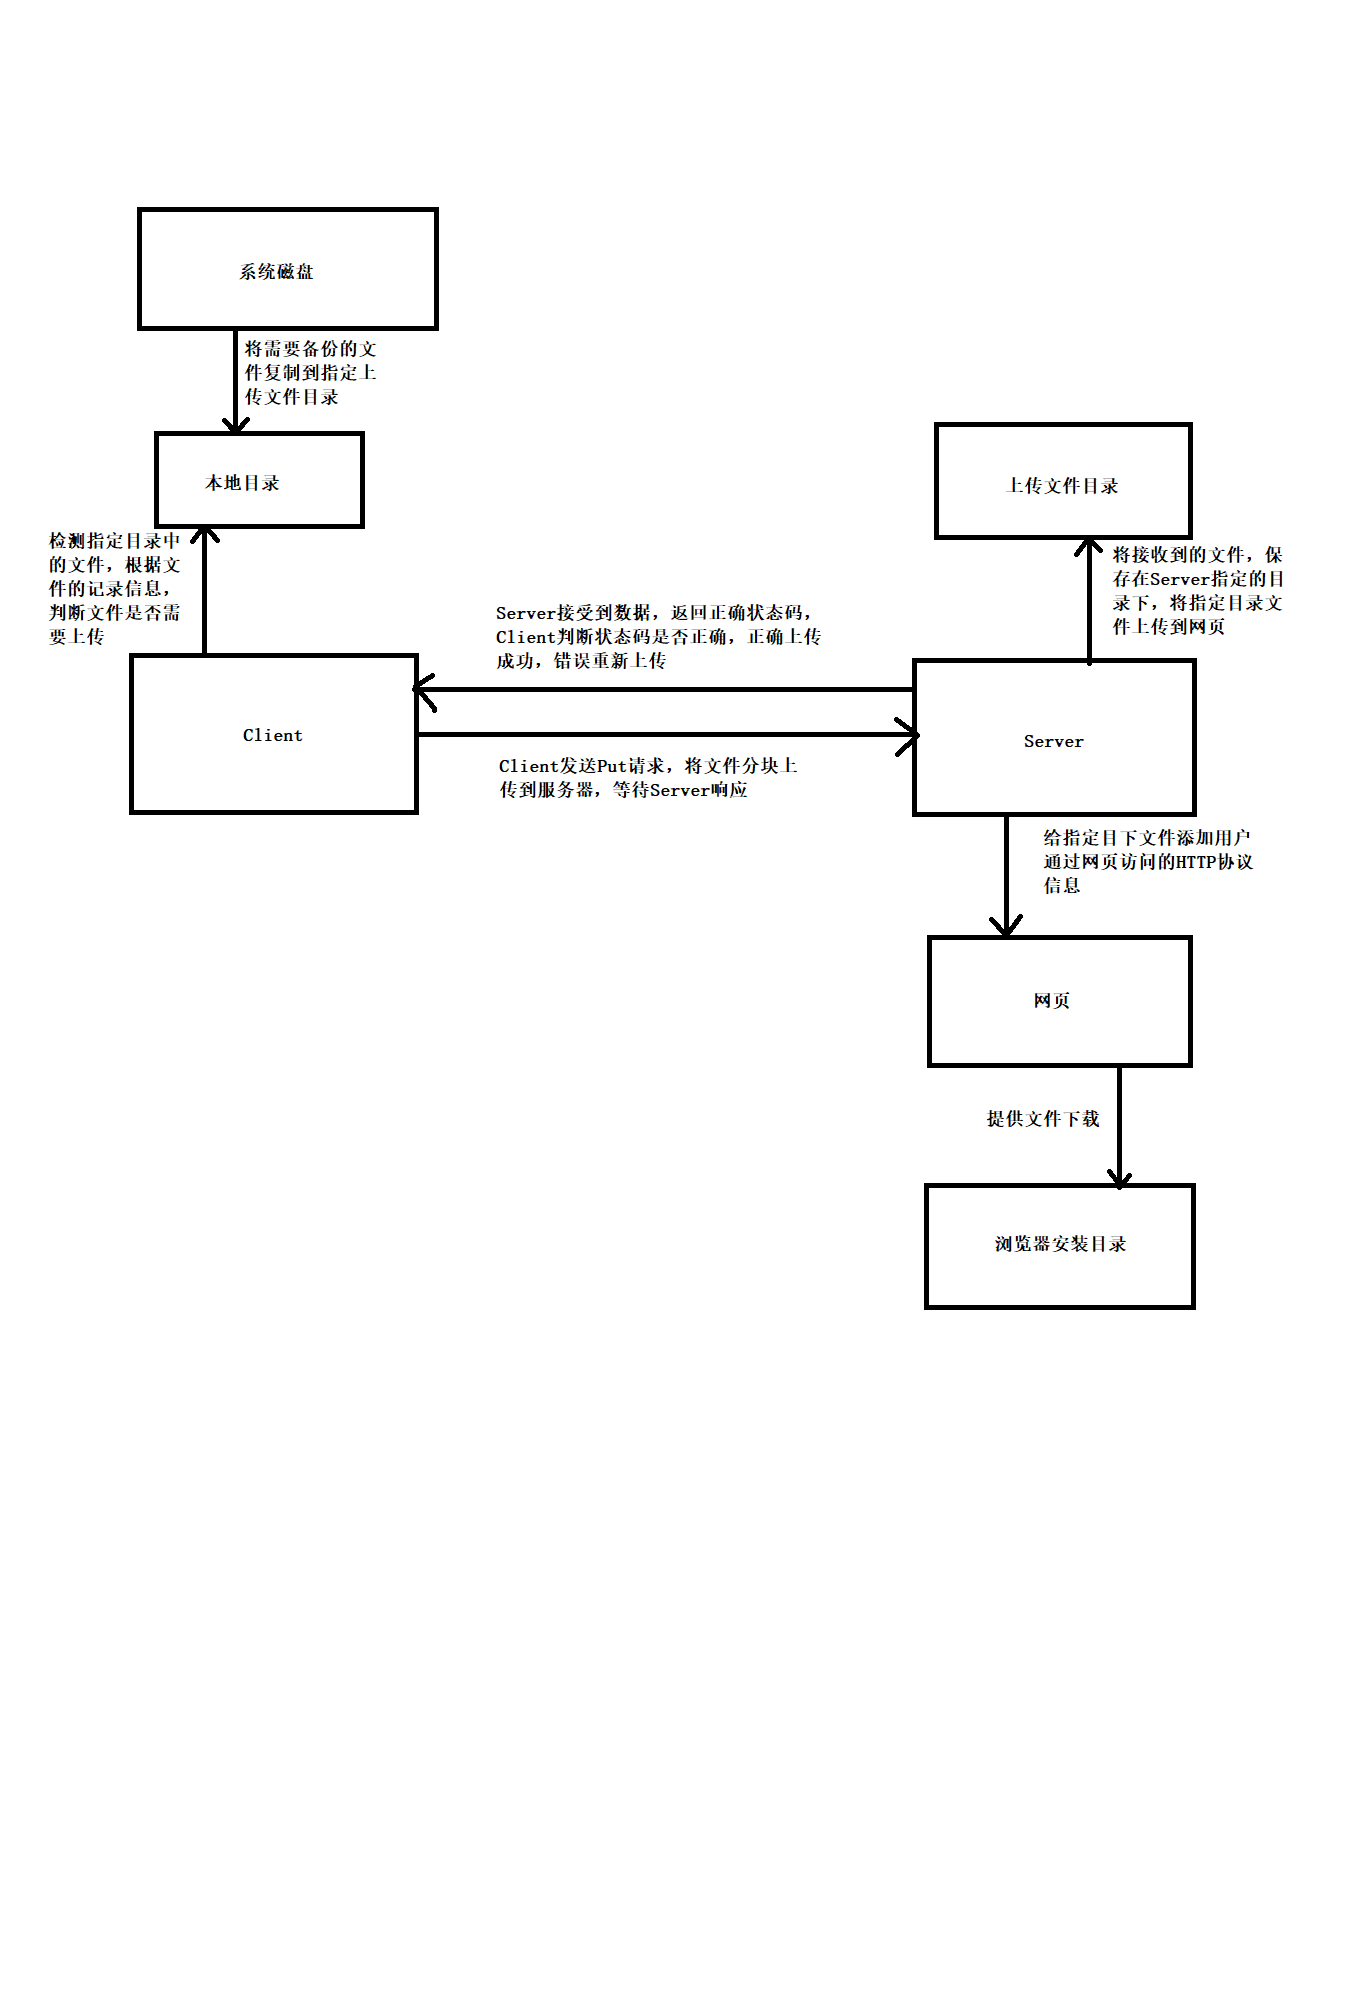 系统磁盘
将需要备份的文
件复制到指定上
传文件目录
本地目录
检测指定目录中
的文件，根据文
件的记录信息，
判断文件是否需
要上传
Client
Server接受到数据，返回正确状态码，
Client判断状态码是否正确，正确上传
成功，错误重新上传
Client发送Put请求，将文件分块上
传到服务器，等待Server响应
上传文件目录
将接收到的文件，保
存在Server指定的目
录下，将指定目录文
件上传到网页
Server
给指定目下文件添加用户
通过网页访问的HTTP协议
信息
网页
提供文件下载
浏览器安装目录